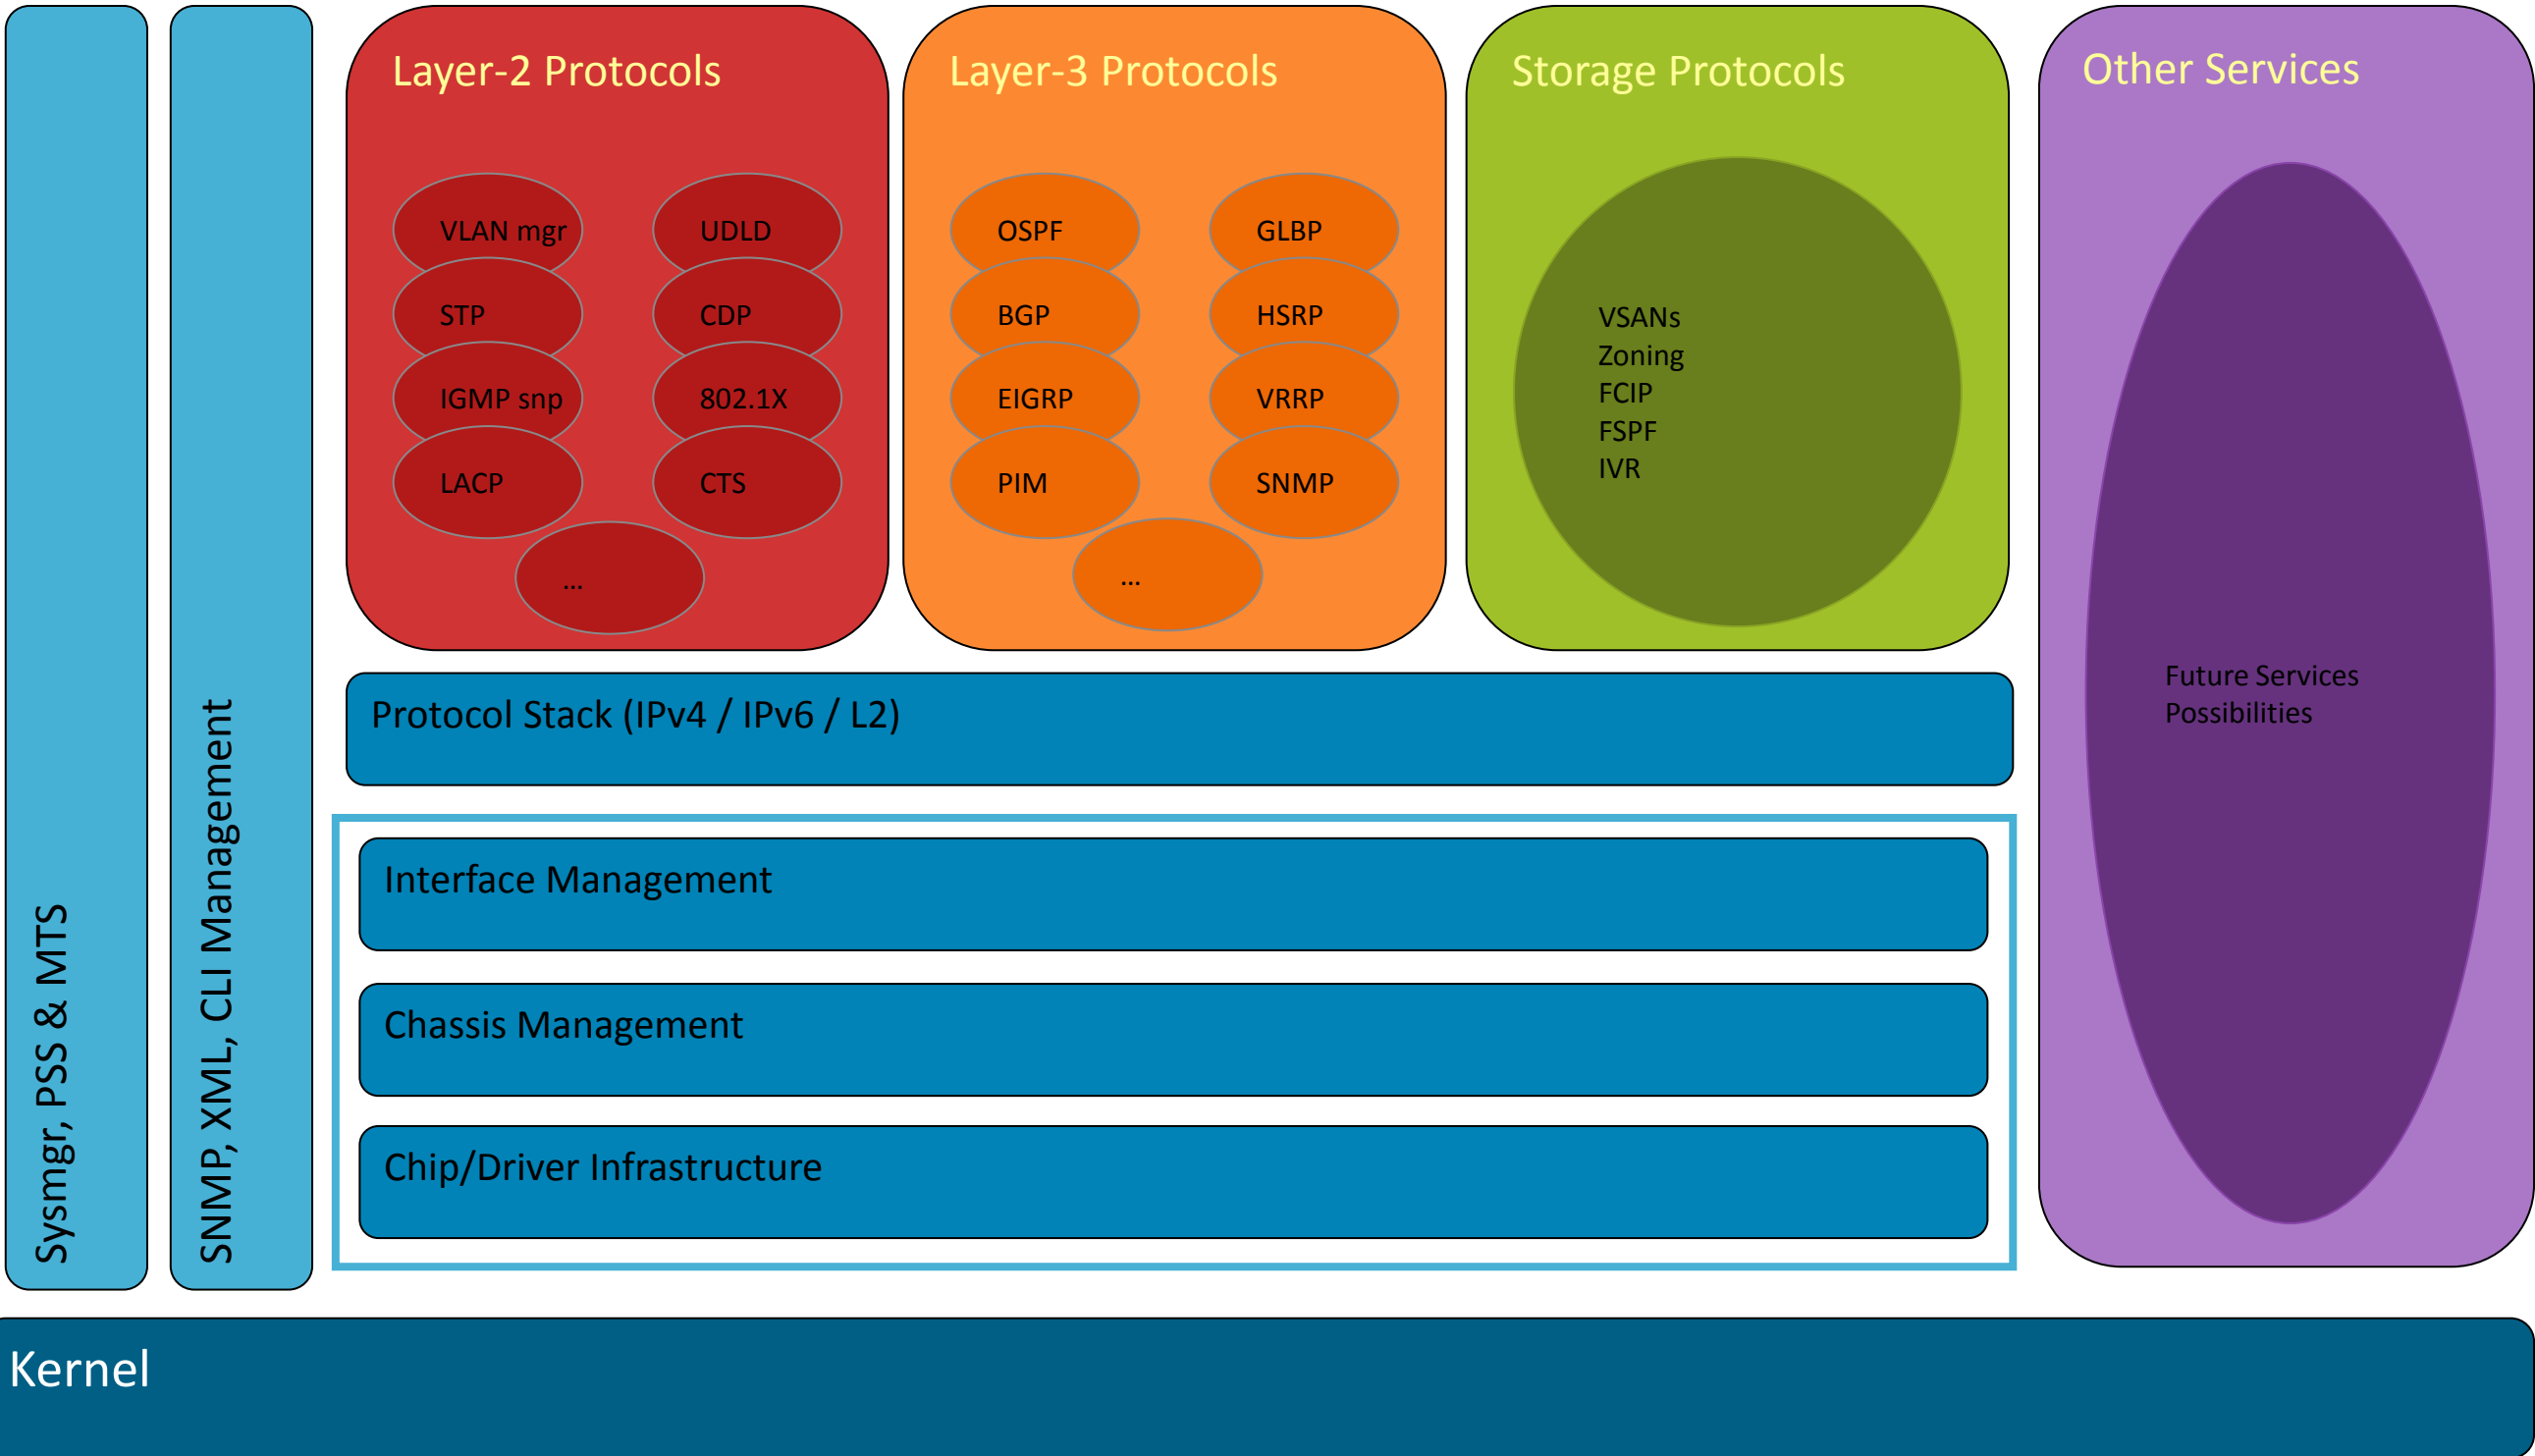 Sysmgr, PSS & MTS
SNMP, XML, CLI Management
Layer-2 Protocols
VLAN mgr
STP
IGMP snp
LACP
UDLD
CDP
802.1X
CTS
...
Layer-3 Protocols
OSPF
BGP
EIGRP
PIM
GLBP
HSRP
VRRP
SNMP
...
Storage Protocols
VSANs
Zoning
FCIP
FSPF
IVR
Other Services
Future Services
Possibilities
Protocol Stack (IPv4 / IPv6 / L2)
Interface Management
Chassis Management
Chip/Driver Infrastructure
Kernel